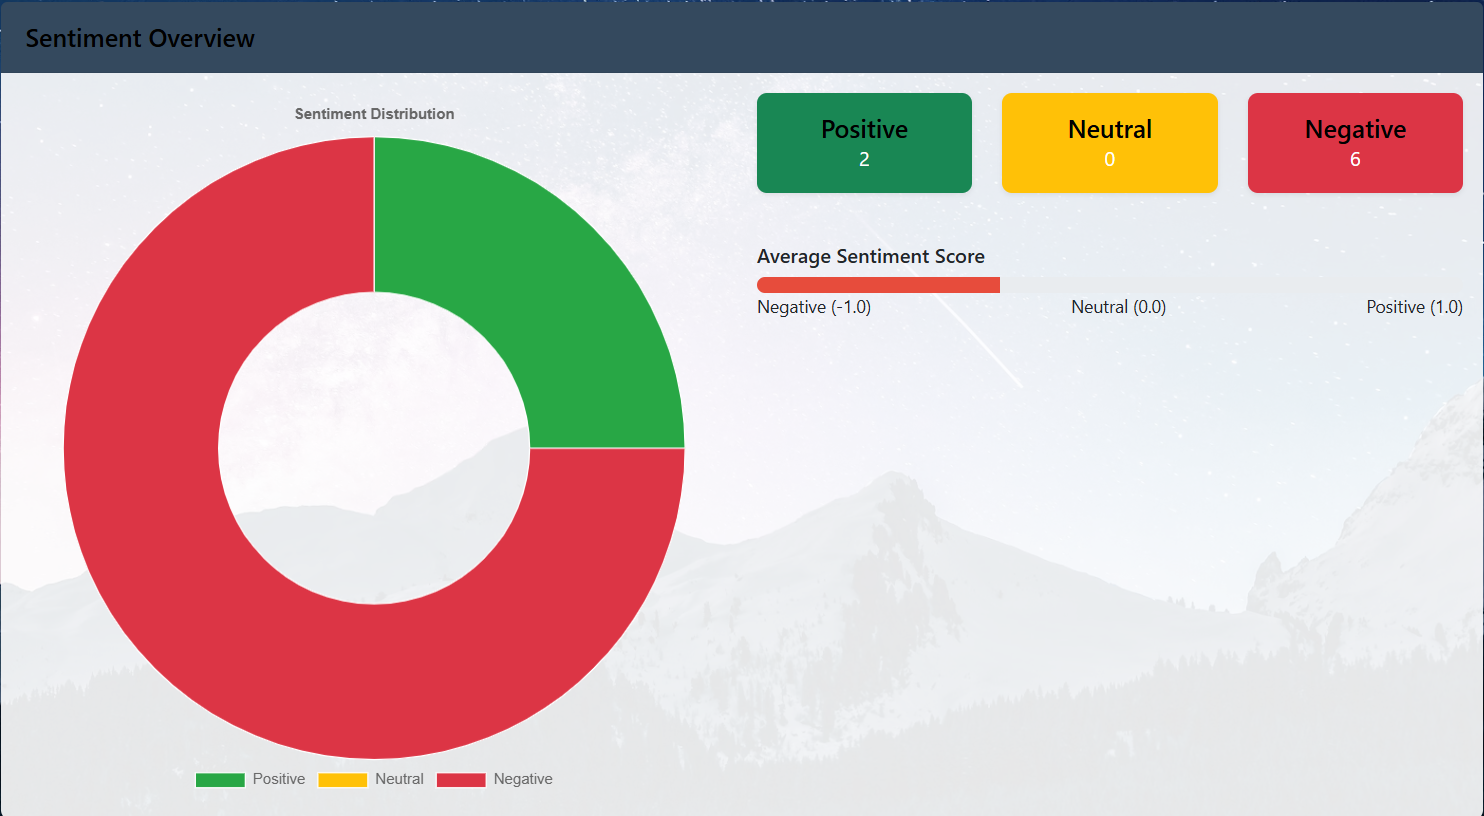 Sentiment Overview
Sentiment Distribution
Positive
Neutral
Negative
Positive
2
Neutral
0
Negative
6
Average Sentiment Score
Negative (-1.0)
Neutral (0.0)
Positive (1.0)